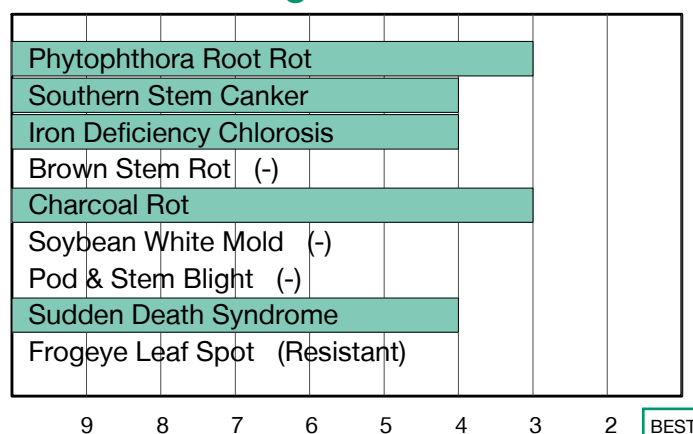 Phytophthora Root Rot
Southern Stem Canker
Iron Deficiency Chlorosis
Brown Stem Rot (-)
Charcoal Rot
Soybean White Mold (-)
Pod & Stem Blight (-)
Sudden Death Syndrome
Frogeye Leaf Spot (Resistant)
9 8 7 6 5 4 3 2 BEST